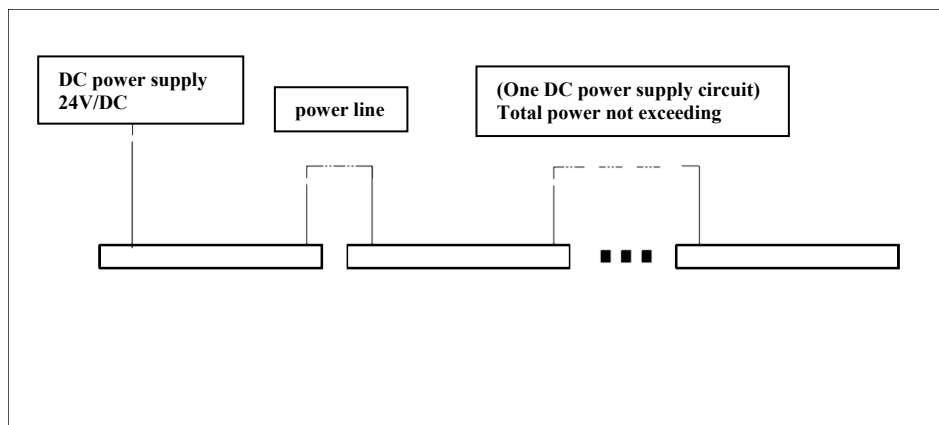 DC power supply
24V/DC
power line
(One DC power supply circuit)
Total power not exceeding